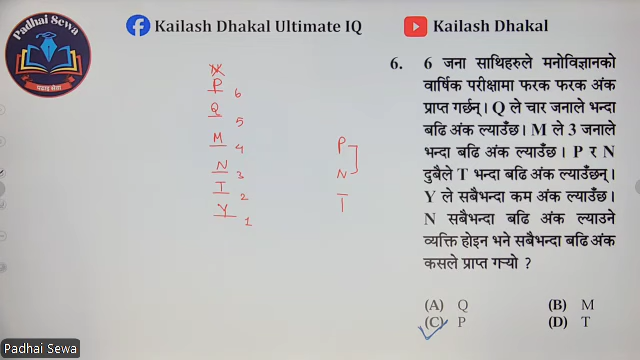 Padhai Sewa
पढाइ सेवा
Kailash Dhakal Ultimate IQ
Kailash Dhakal
P 6
Q 5
M 4
N 3
T 2
Y 1
P
N
T
6. 6 जना साथिहरुले मनोविज्ञानको
वार्षिक परीक्षामा फरक फरक अंक
प्राप्त गर्छन्। Q ले चार जनाले भन्दा
बढि अंक ल्याउँछ। M ले 3 जनाले
भन्दा बढि अंक ल्याउँछ। P र N
दुबैले T भन्दा बढि अंक ल्याउँछन्।
Y ले सबैभन्दा कम अंक ल्याउँछ।
N सबैभन्दा बढि अंक ल्याउने
व्यक्ति होइन भने सबैभन्दा बढि अंक
कसले प्राप्त गर्‍यो ?
(A) Q (B) M
(C) P (D) T
Padhai Sewa